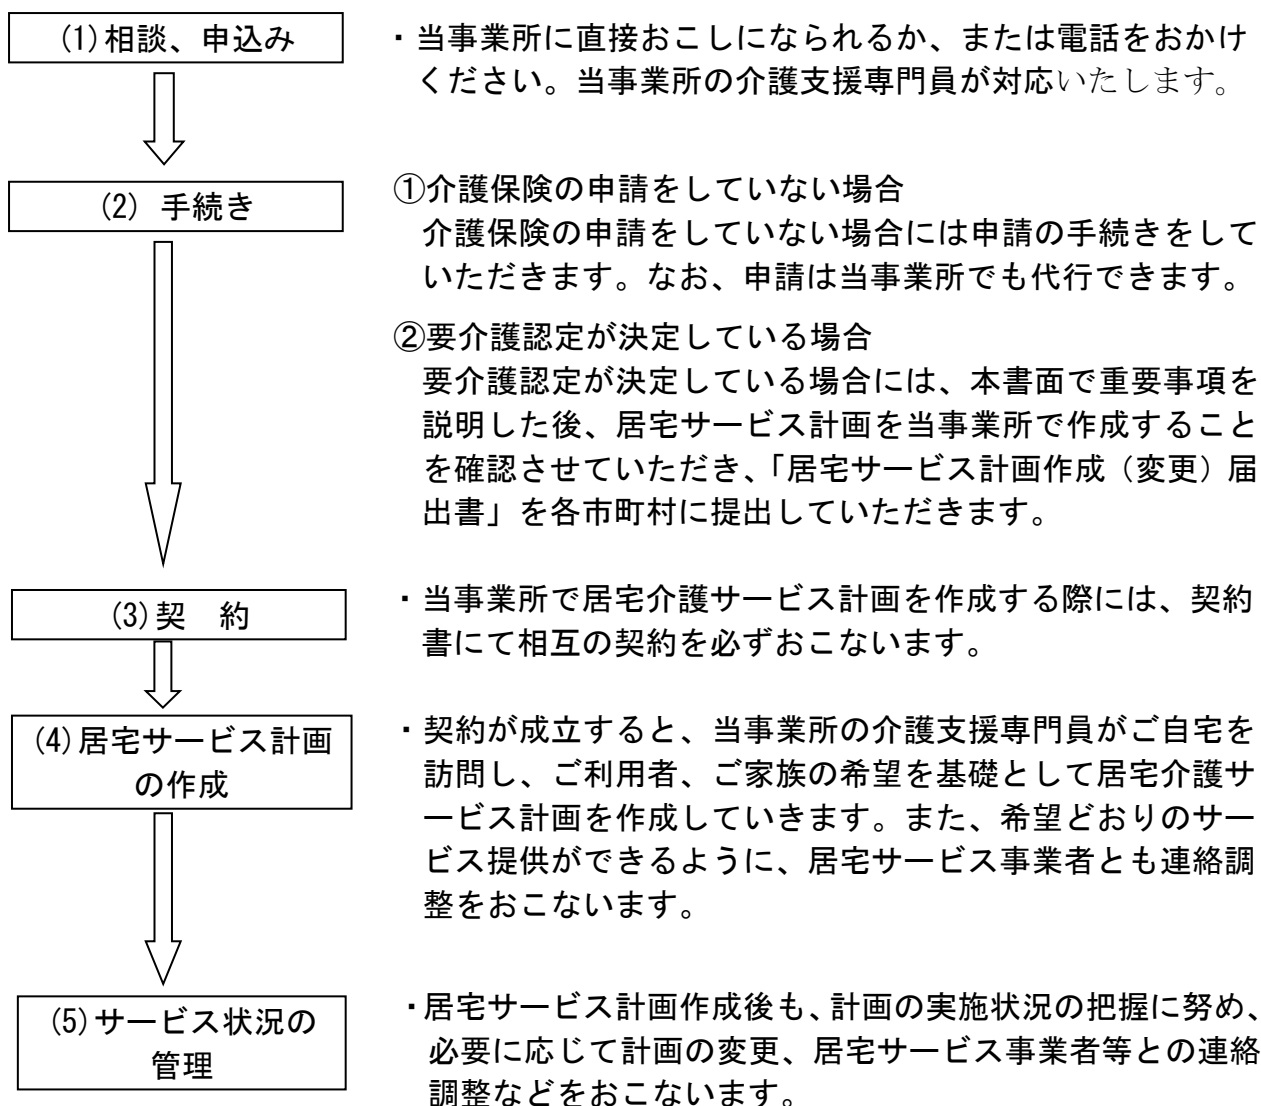 (1)相談、申込み
・当事業所に直接おこしになられるか、または電話をおかけ
ください。当事業所の介護支援専門員が対応いたします。
(2) 手続き
①介護保険の申請をしていない場合
介護保険の申請をしていない場合には申請の手続きをして
いただきます。なお、申請は当事業所でも代行できます。
②要介護認定が決定している場合
要介護認定が決定している場合には、本書面で重要事項を
説明した後、居宅サービス計画を当事業所で作成すること
を確認させていただき、「居宅サービス計画作成（変更）届
出書」を各市町村に提出していただきます。
(3)契　約
・当事業所で居宅介護サービス計画を作成する際には、契約
書にて相互の契約を必ずおこないます。
(4)居宅サービス計画
の作成
・契約が成立すると、当事業所の介護支援専門員がご自宅を
訪問し、ご利用者、ご家族の希望を基礎として居宅介護サ
ービス計画を作成していきます。また、希望どおりのサー
ビス提供ができるように、居宅サービス事業者とも連絡調
整をおこないます。
(5)サービス状況の
管理
・居宅サービス計画作成後も、計画の実施状況の把握に努め、
必要に応じて計画の変更、居宅サービス事業者等との連絡
調整などをおこないます。